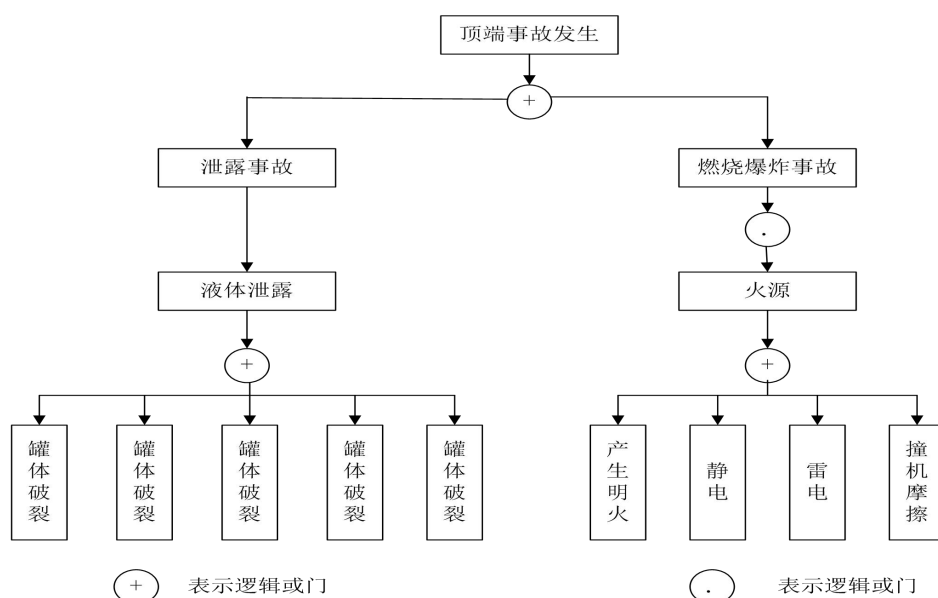 顶端事故发生
+
泄露事故
燃烧爆炸事故
.
液体泄露
火源
+
+
罐体破裂
罐体破裂
罐体破裂
罐体破裂
罐体破裂
产生明火
静电
雷电
撞机摩擦
+ 表示逻辑或门
. 表示逻辑或门